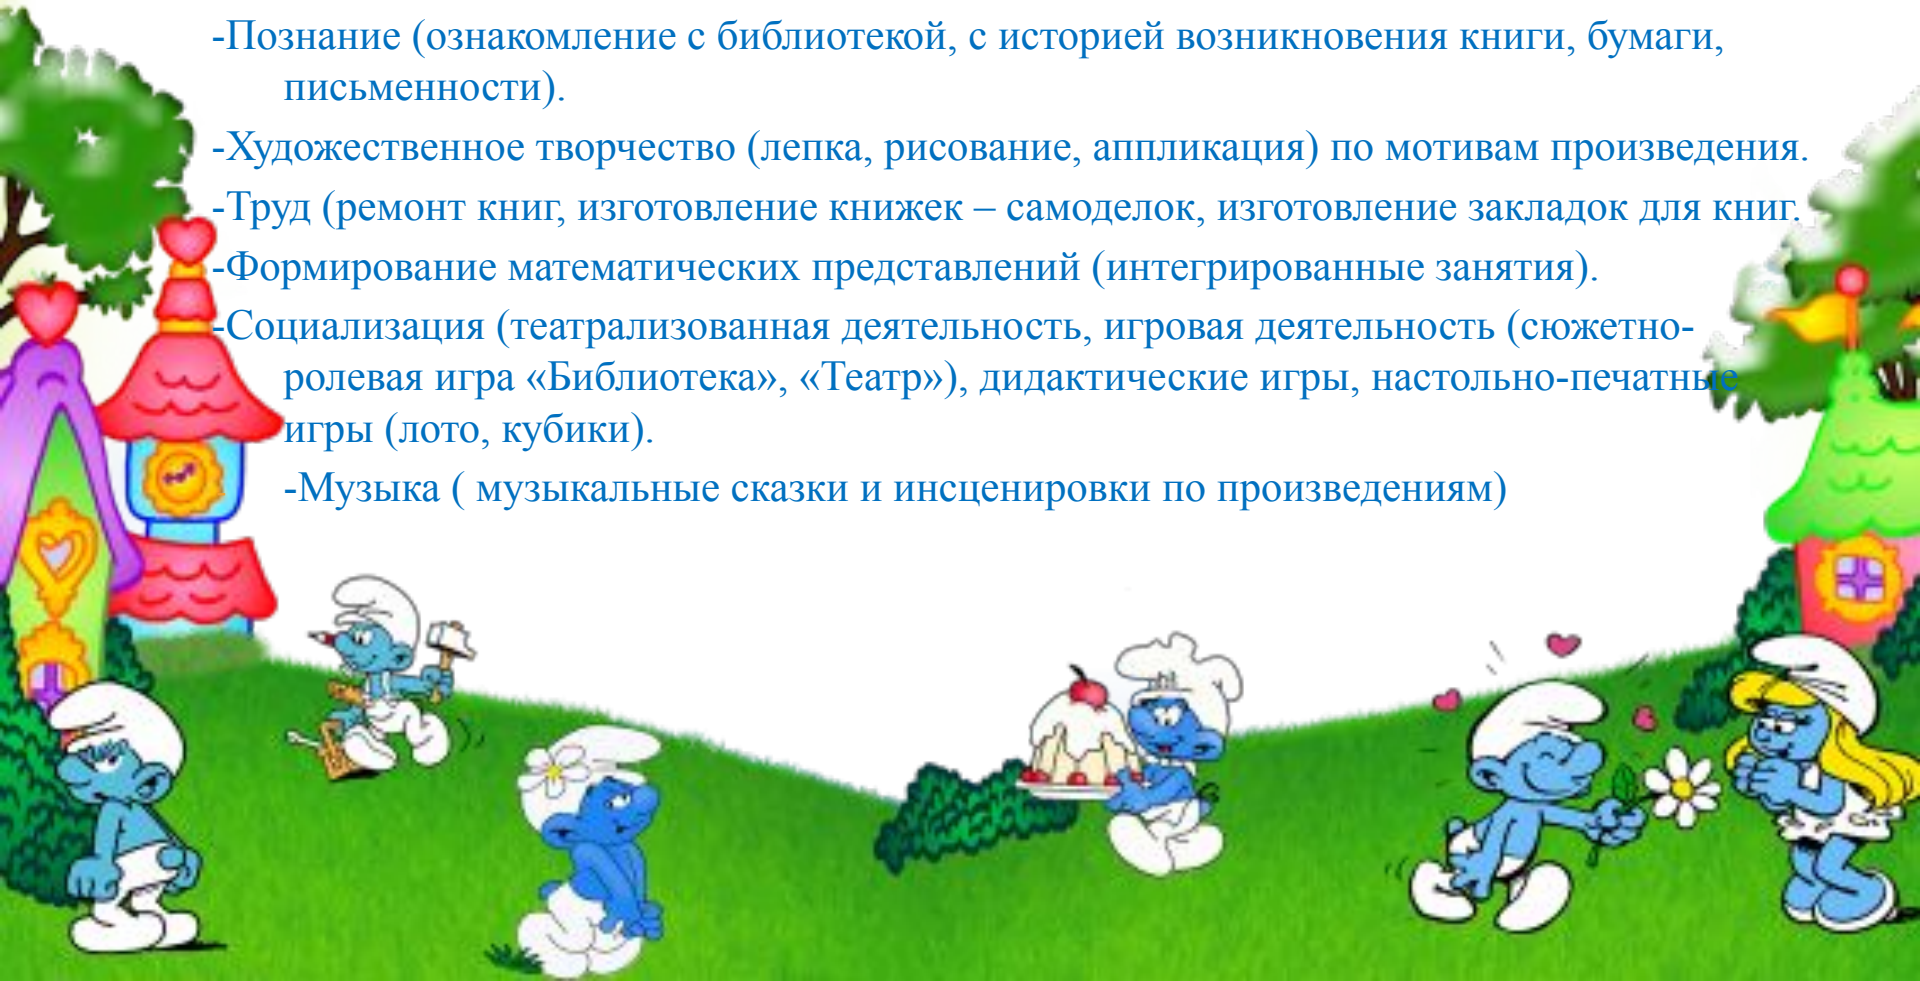 -Познание (ознакомление с библиотекой, с историей возникновения книги, бумаги,
письменности).
-Художественное творчество (лепка, рисование, аппликация) по мотивам произведения.
-Труд (ремонт книг, изготовление книжек – самоделок, изготовление закладок для книг.
-Формирование математических представлений (интегрированные занятия).
-Социализация (театрализованная деятельность, игровая деятельность (сюжетно-
ролевая игра «Библиотека», «Театр»), дидактические игры, настольно-печатные
игры (лото, кубики).
-Музыка ( музыкальные сказки и инсценировки по произведениям)